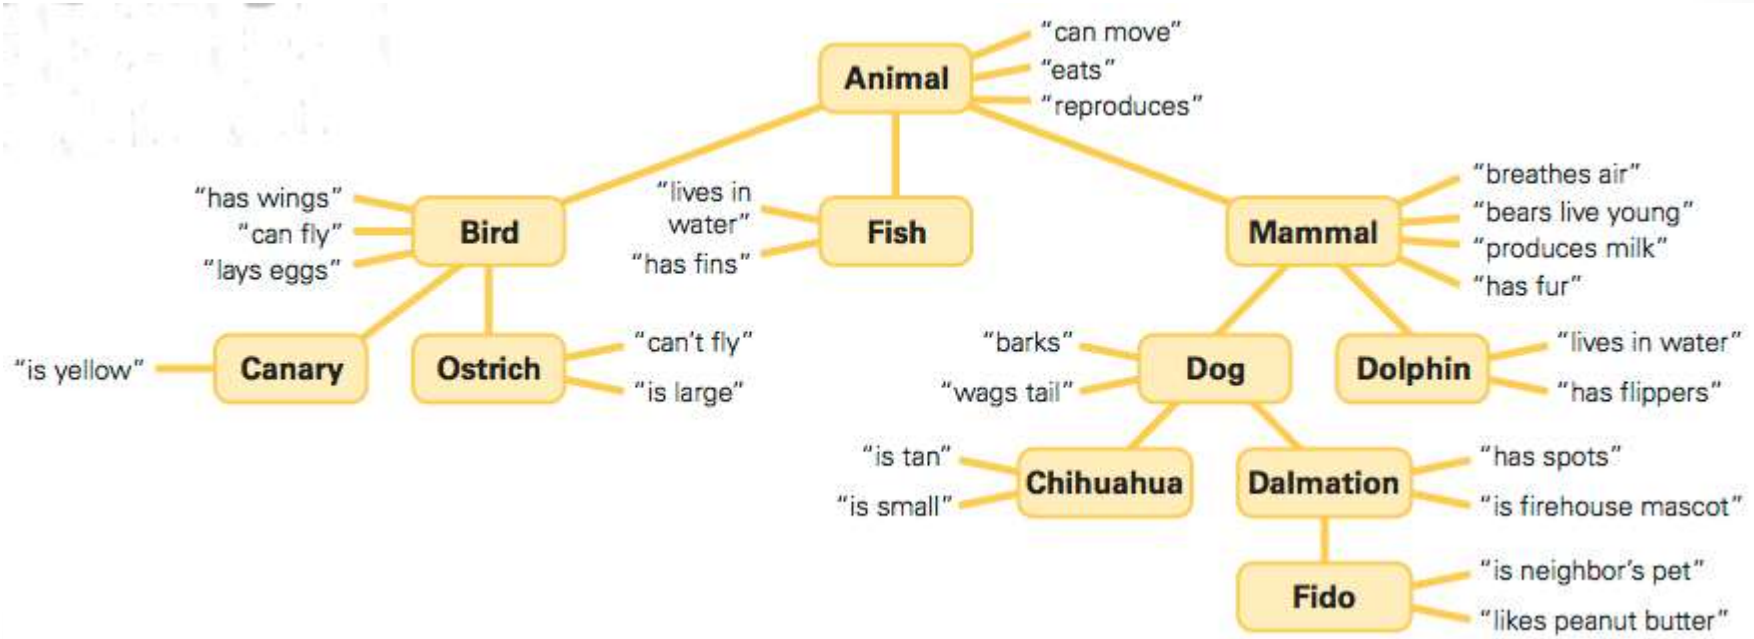 Animal
“can move”
“eats”
“reproduces”
“has wings”
“can fly”
“lays eggs”
Bird
“lives in
water”
“has fins”
Fish
Mammal
“breathes air”
“bears live young”
“produces milk”
“has fur”
“is yellow”
Canary
Ostrich
“can't fly”
“is large”
“barks”
“wags tail”
Dog
Dolphin
“lives in water”
“has flippers”
“is tan”
“is small”
Chihuahua
Dalmation
“has spots”
“is firehouse mascot”
Fido
“is neighbor's pet”
“likes peanut butter”